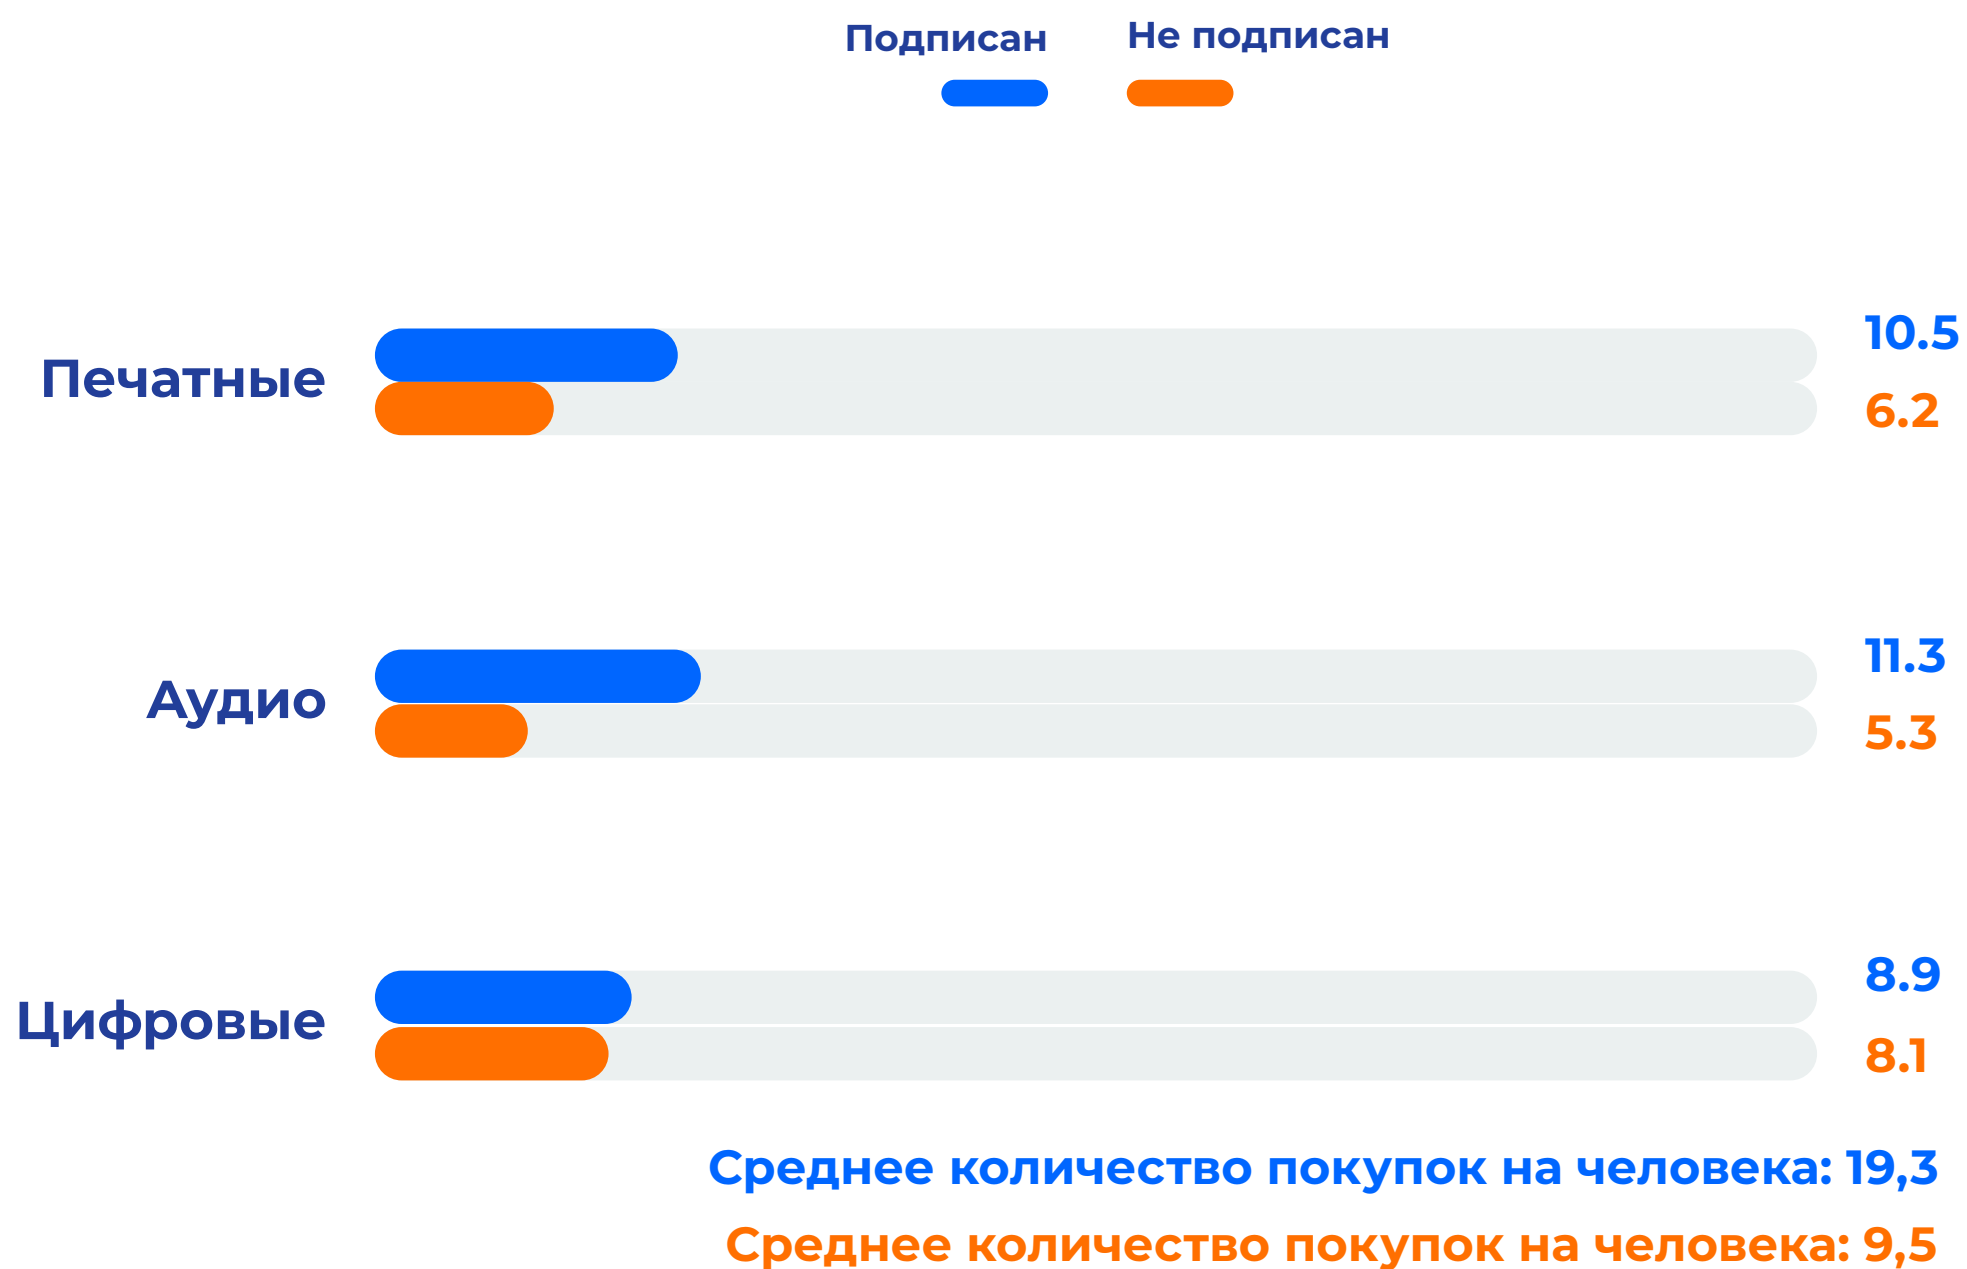 Подписан
Не подписан
Печатные
10.5
6.2
Аудио
11.3
5.3
Цифровые
8.9
8.1
Среднее количество покупок на человека: 19,3
Среднее количество покупок на человека: 9,5